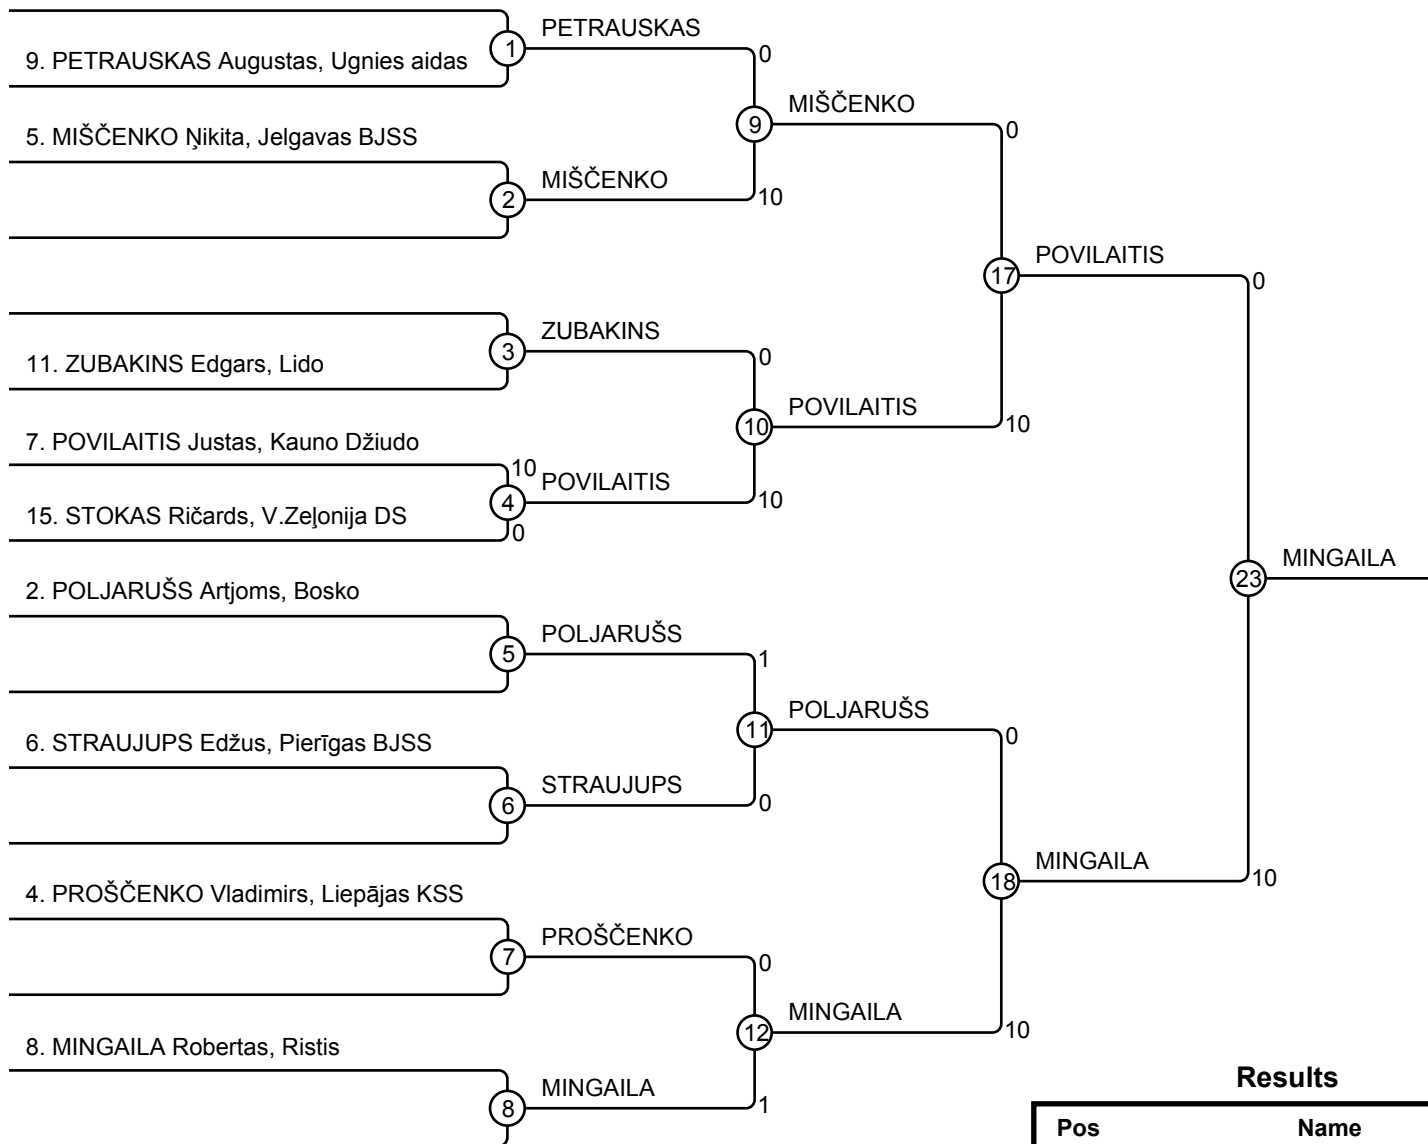 PETRAUSKAS
0
9. PETRAUSKAS Augustas, Ugnies aidas
1
MIŠČENKO
9
0
5. MIŠČENKO Ņikita, Jelgavas BJSS
MIŠČENKO
10
2
POVILAITIS
17
0
ZUBAKINS
3
0
11. ZUBAKINS Edgars, Lido
POVILAITIS
10
10
7. POVILAITIS Justas, Kauno Džiudo
10
POVILAITIS
10
4
15. STOKAS Ričards, V.Zeļonija DS
0
MINGAILA
23
2. POLJARUŠS Artjoms, Bosko
POLJARUŠS
5
1
POLJARUŠS
11
0
6. STRAUJUPS Edžus, Pierīgas BJSS
STRAUJUPS
6
0
MINGAILA
18
10
4. PROŠČENKO Vladimirs, Liepājas KSS
PROŠČENKO
7
0
MINGAILA
12
10
8. MINGAILA Robertas, Ristis
MINGAILA
8
1
Results
Pos Name